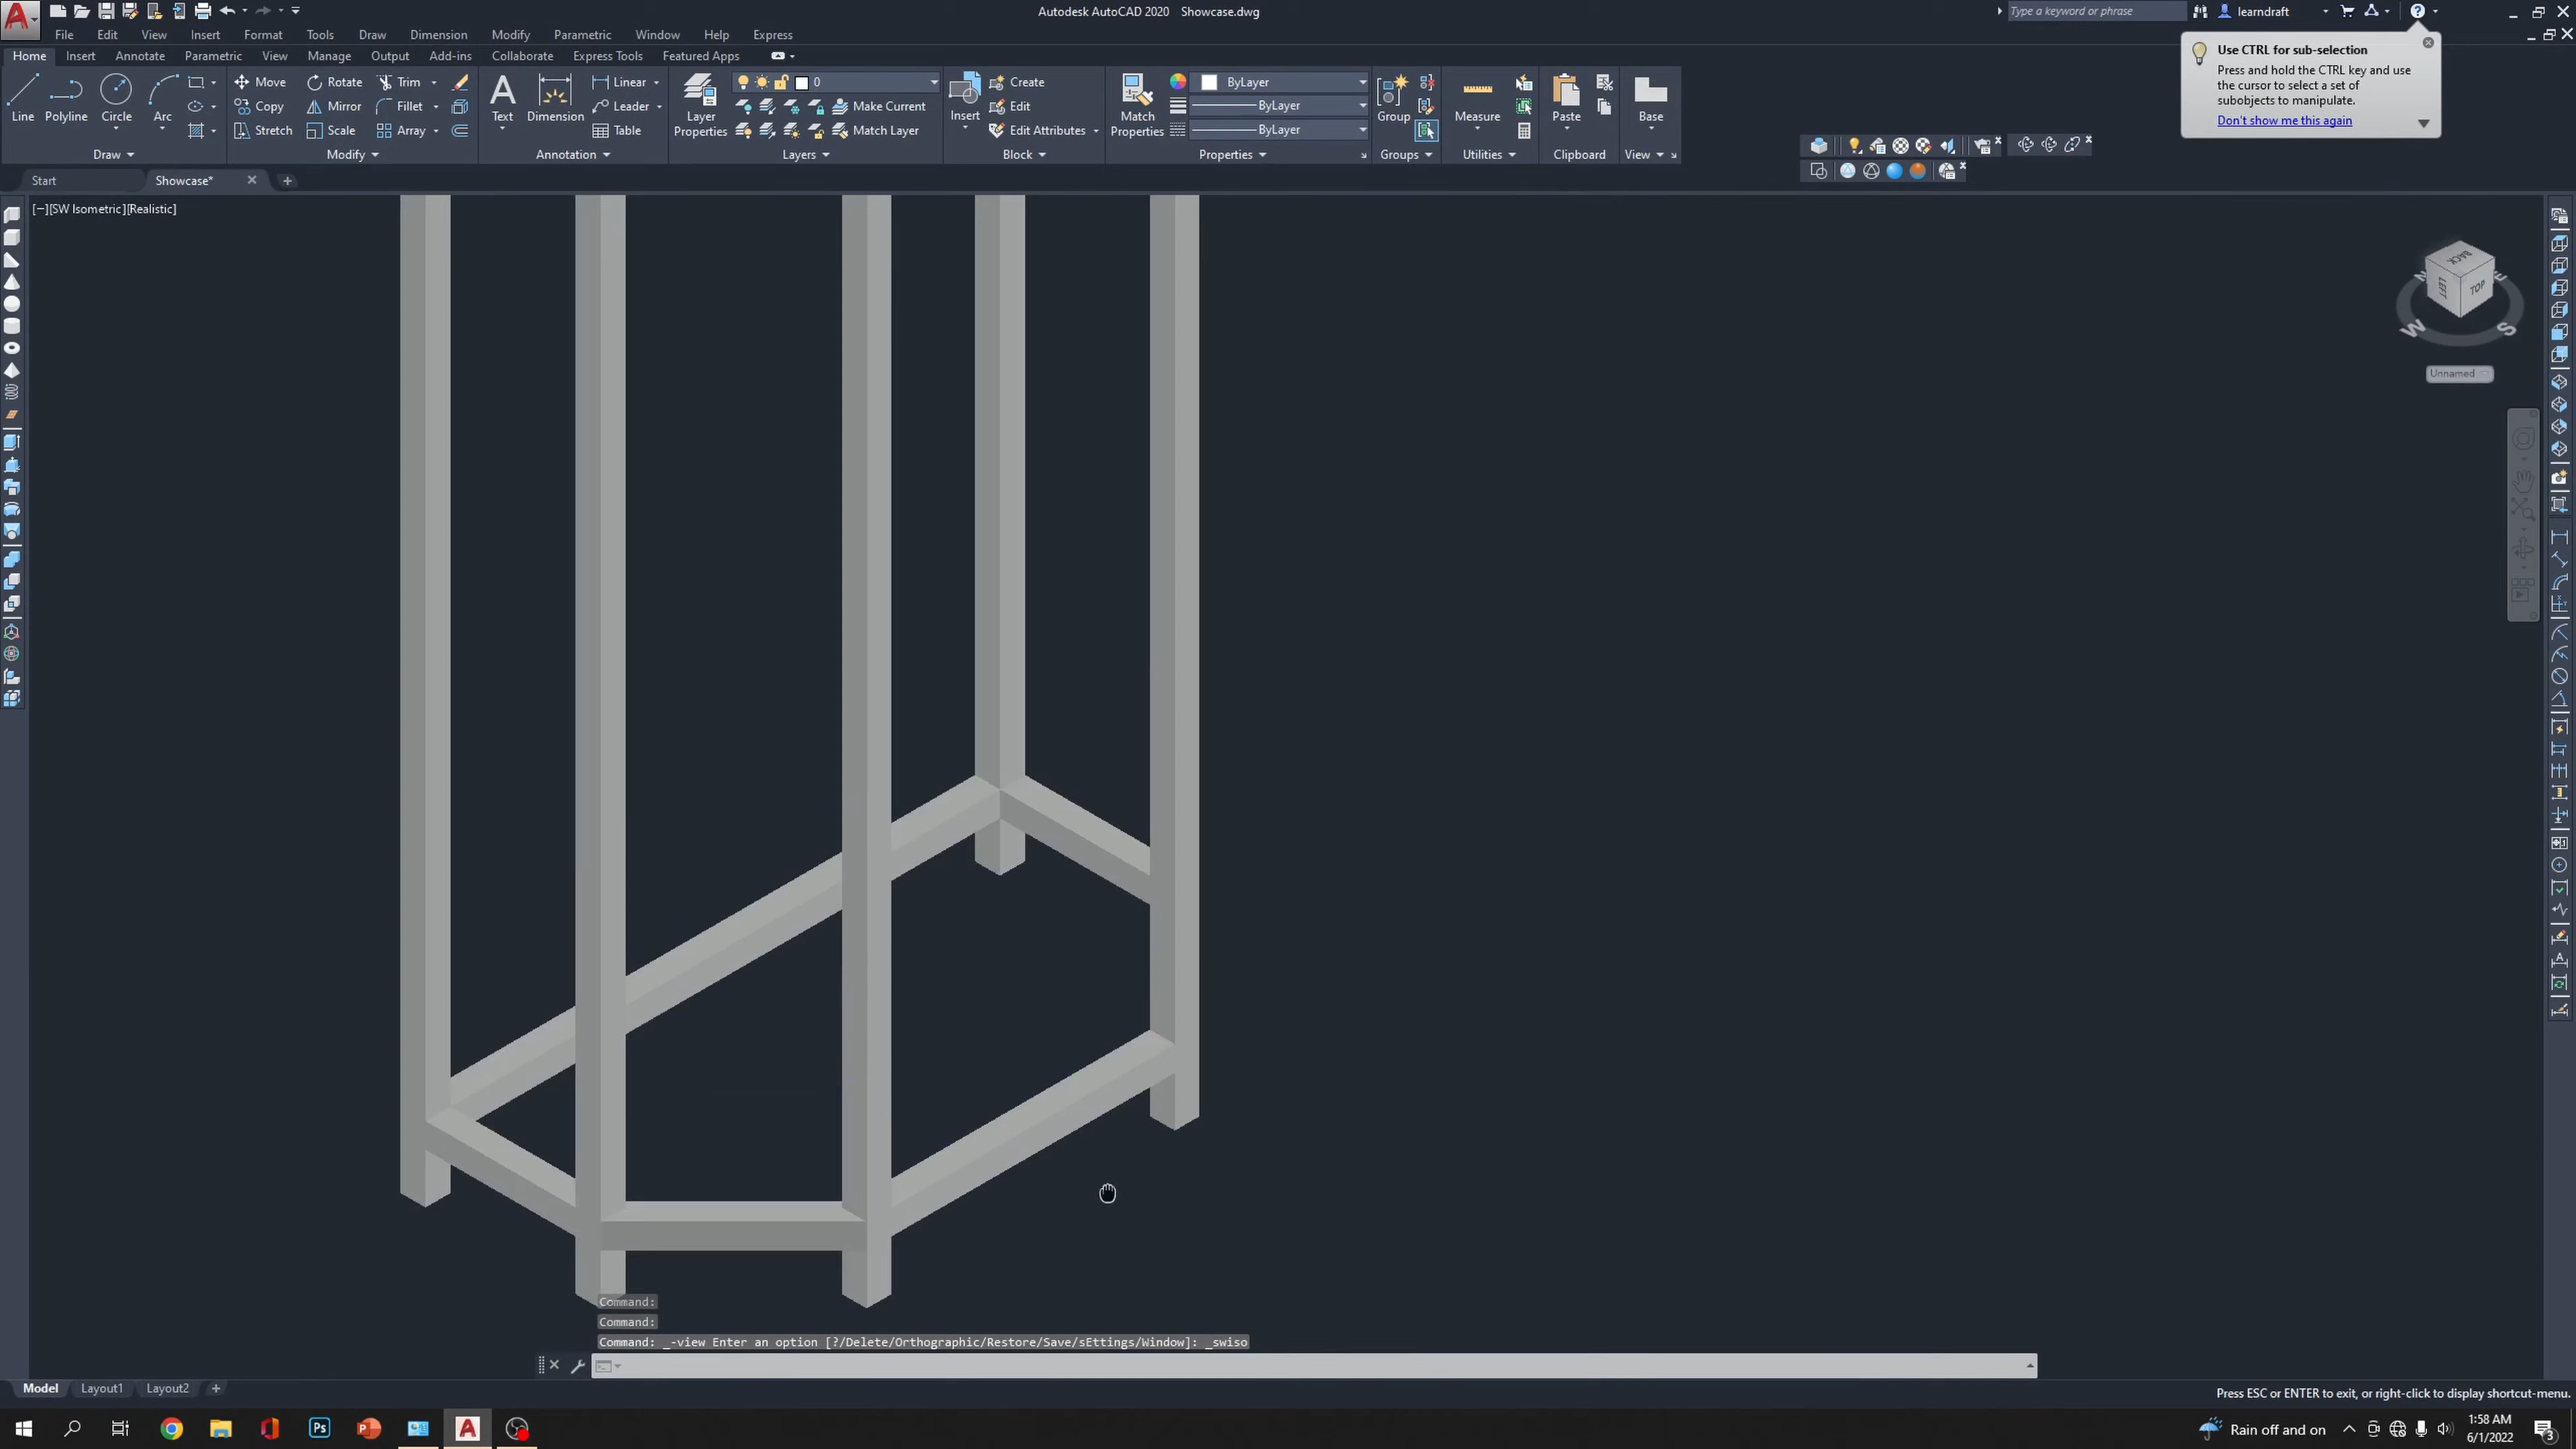 Autodesk AutoCAD 2020 Showcase.dwg
Type a keyword or phrase
learndraft
File Edit View Insert Format Tools Draw Dimension Modify Parametric Window Help Express
Home Insert Annotate Parametric View Manage Output Add-ins Collaborate Express Tools Featured Apps
Use CTRL for sub-selection
Press and hold the CTRL key and use
the cursor to select a set of
subobjects to manipulate.
Don't show me this again
Move Rotate Trim Linear 0 Create ByLayer
Copy Mirror Fillet Leader Make Current Edit ByLayer
Line Polyline Circle Arc Text Dimension Layer Properties Insert Match Properties Group Measure Paste Base
Stretch Scale Array Table Match Layer Edit Attributes ByLayer
Draw Modify Annotation Layers Block Properties Groups Utilities Clipboard View
Start Showcase*
[−][SW Isometric][Realistic]
BACK
LEFT TOP
N E
W S
Unnamed
Command:
Command:
Command: _-view Enter an option [?/Delete/Orthographic/Restore/Save/sEttings/Window]: _swiso
Model Layout1 Layout2
Press ESC or ENTER to exit, or right-click to display shortcut-menu.
Rain off and on
1:58 AM
6/1/2022
3